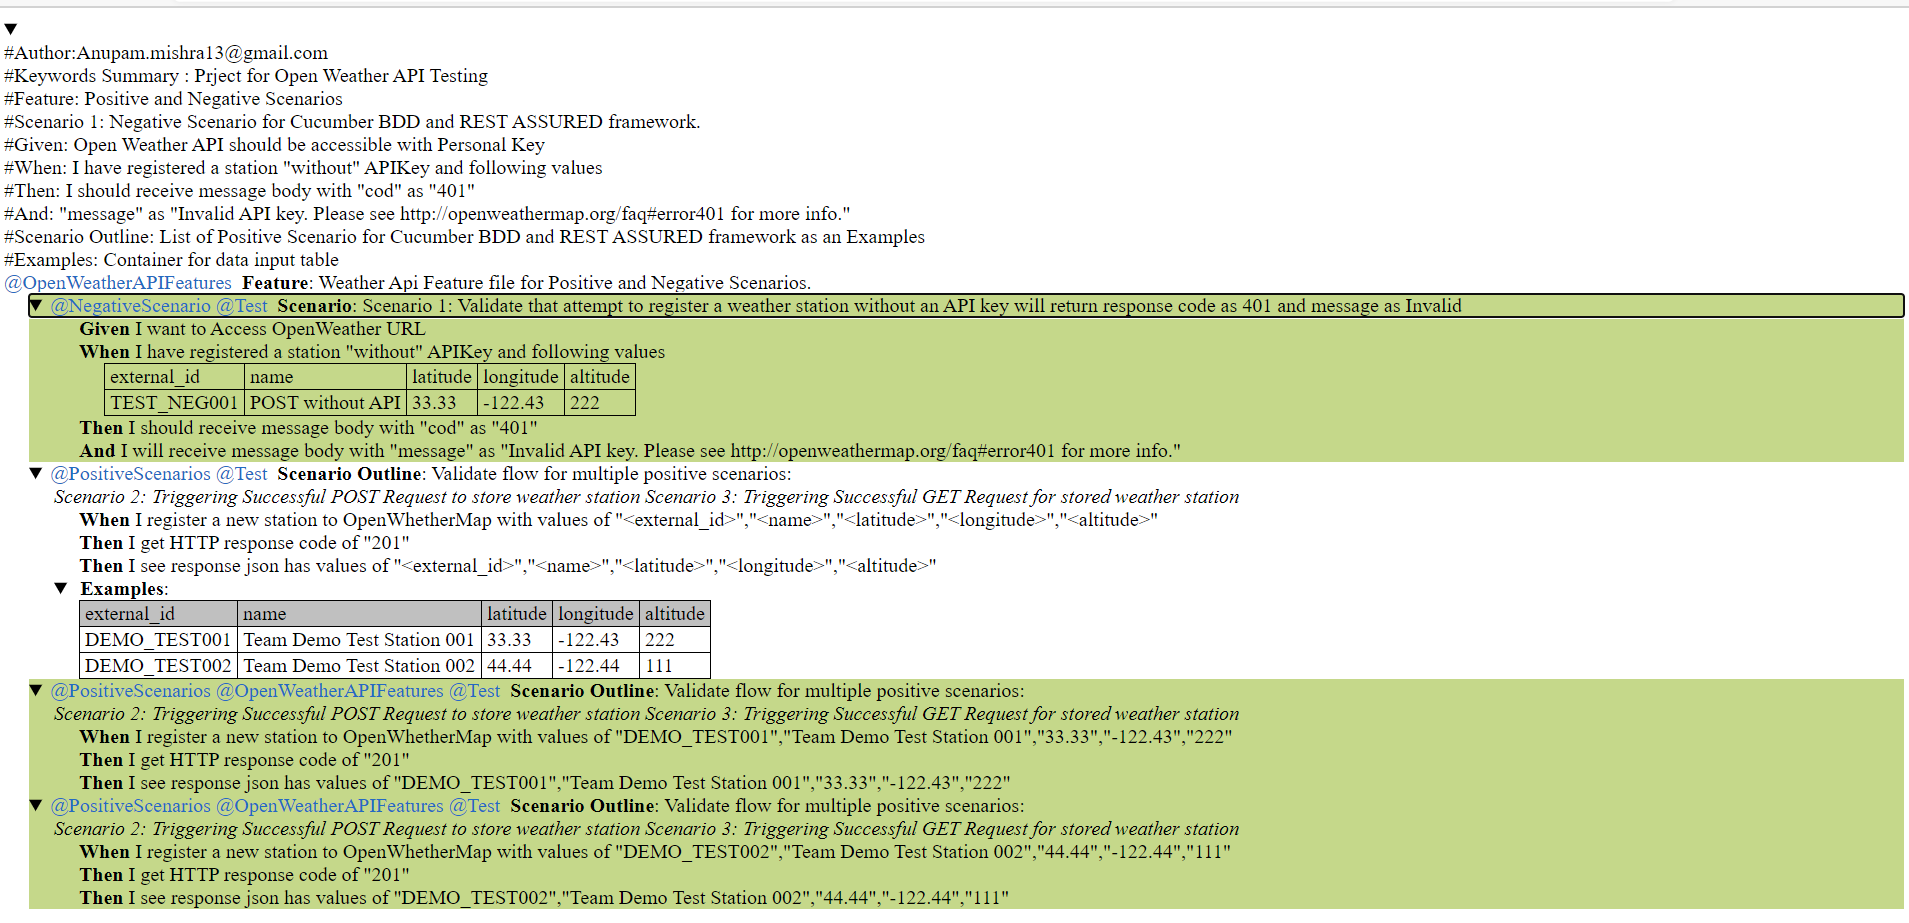 #Author:Anupam.mishra13@gmail.com
#Keywords Summary : Prject for Open Weather API Testing
#Feature: Positive and Negative Scenarios
#Scenario 1: Negative Scenario for Cucumber BDD and REST ASSURED framework.
#Given: Open Weather API should be accessible with Personal Key
#When: I have registered a station "without" APIKey and following values
#Then: I should receive message body with "cod" as "401"
#And: "message" as "Invalid API key. Please see http://openweathermap.org/faq#error401 for more info."
#Scenario Outline: List of Positive Scenario for Cucumber BDD and REST ASSURED framework as an Examples
#Examples: Container for data input table
@OpenWeatherAPIFeatures Feature: Weather Api Feature file for Positive and Negative Scenarios.
@NegativeScenario @Test Scenario: Scenario 1: Validate that attempt to register a weather station without an API key will return response code as 401 and message as Invalid
Given I want to Access OpenWeather URL
When I have registered a station "without" APIKey and following values
external_id name latitude longitude altitude
TEST_NEG001 POST without API 33.33 -122.43 222
Then I should receive message body with "cod" as "401"
And I will receive message body with "message" as "Invalid API key. Please see http://openweathermap.org/faq#error401 for more info."
@PositiveScenarios @Test Scenario Outline: Validate flow for multiple positive scenarios:
Scenario 2: Triggering Successful POST Request to store weather station Scenario 3: Triggering Successful GET Request for stored weather station
When I register a new station to OpenWhetherMap with values of "<external_id>","<name>","<latitude>","<longitude>","<altitude>"
Then I get HTTP response code of "201"
Then I see response json has values of "<external_id>","<name>","<latitude>","<longitude>","<altitude>"
Examples:
external_id name latitude longitude altitude
DEMO_TEST001 Team Demo Test Station 001 33.33 -122.43 222
DEMO_TEST002 Team Demo Test Station 002 44.44 -122.44 111
@PositiveScenarios @OpenWeatherAPIFeatures @Test Scenario Outline: Validate flow for multiple positive scenarios:
Scenario 2: Triggering Successful POST Request to store weather station Scenario 3: Triggering Successful GET Request for stored weather station
When I register a new station to OpenWhetherMap with values of "DEMO_TEST001","Team Demo Test Station 001","33.33","-122.43","222"
Then I get HTTP response code of "201"
Then I see response json has values of "DEMO_TEST001","Team Demo Test Station 001","33.33","-122.43","222"
@PositiveScenarios @OpenWeatherAPIFeatures @Test Scenario Outline: Validate flow for multiple positive scenarios:
Scenario 2: Triggering Successful POST Request to store weather station Scenario 3: Triggering Successful GET Request for stored weather station
When I register a new station to OpenWhetherMap with values of "DEMO_TEST002","Team Demo Test Station 002","44.44","-122.44","111"
Then I get HTTP response code of "201"
Then I see response json has values of "DEMO_TEST002","Team Demo Test Station 002","44.44","-122.44","111"